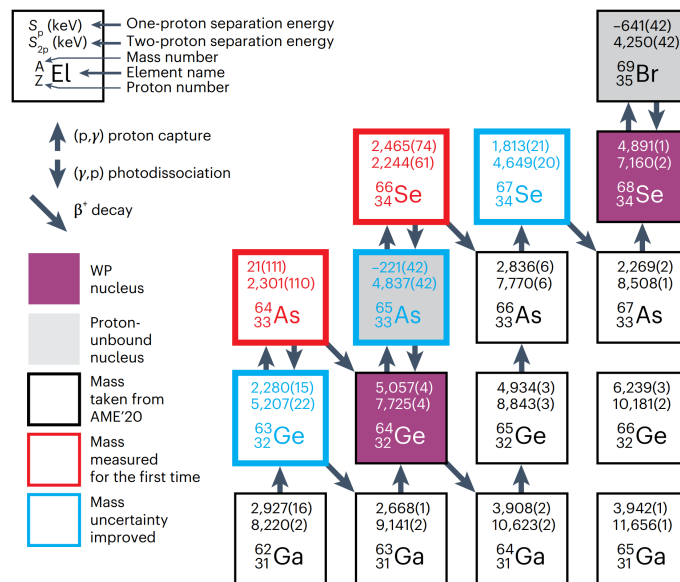 S_p (keV) One-proton separation energy
S_2p (keV) Two-proton separation energy
A Mass number
El Element name
Z Proton number
(p,γ) proton capture
(γ,p) photodissociation
β⁺ decay
WP
nucleus
Proton-
unbound
nucleus
Mass
taken from
AME'20
Mass
measured
for the first time
Mass
uncertainty
improved
−641(42)
4,250(42)
69
35 Br
2,465(74)
2,244(61)
66
34 Se
1,813(21)
4,649(20)
67
34 Se
4,891(1)
7,160(2)
68
34 Se
21(111)
2,301(110)
64
33 As
−221(42)
4,837(42)
65
33 As
2,836(6)
7,770(6)
66
33 As
2,269(2)
8,508(1)
67
33 As
2,280(15)
5,207(22)
63
32 Ge
5,057(4)
7,725(4)
64
32 Ge
4,934(3)
8,843(3)
65
32 Ge
6,239(3)
10,181(2)
66
32 Ge
2,927(16)
8,220(2)
62
31 Ga
2,668(1)
9,141(2)
63
31 Ga
3,908(2)
10,623(2)
64
31 Ga
3,942(1)
11,656(1)
65
31 Ga